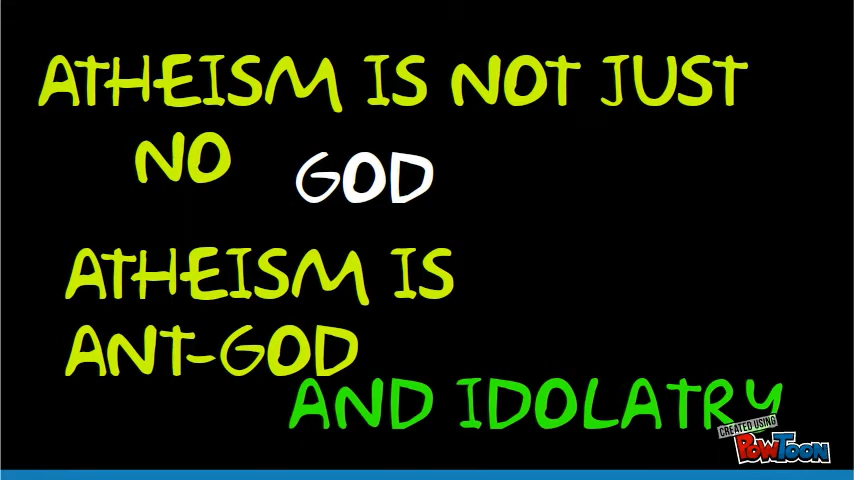 ATHEISM IS NOT JUST
NO GOD
ATHEISM IS
ANT-GOD
AND IDOLATRY
CREATED USING
POWTOON